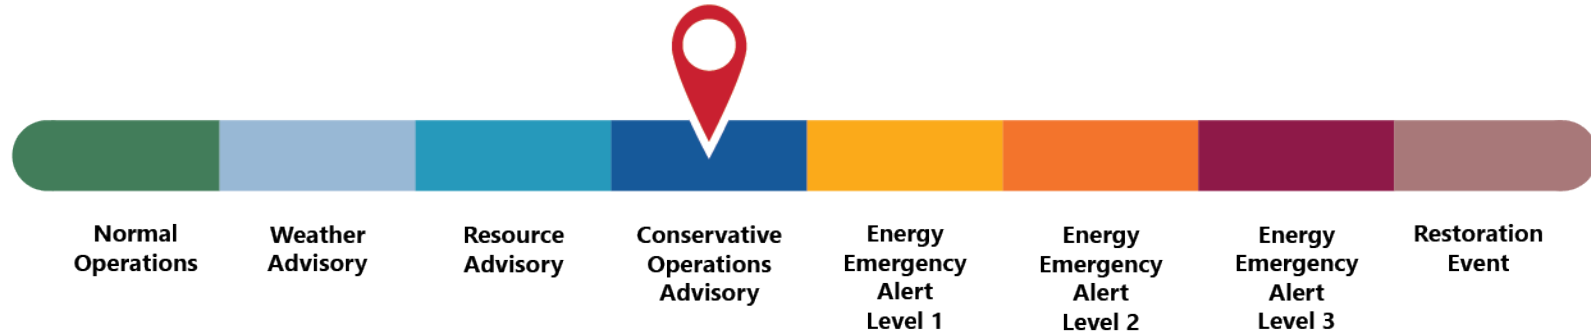 Normal
Operations
Weather
Advisory
Resource
Advisory
Conservative
Operations
Advisory
Energy
Emergency
Alert
Level 1
Energy
Emergency
Alert
Level 2
Energy
Emergency
Alert
Level 3
Restoration
Event